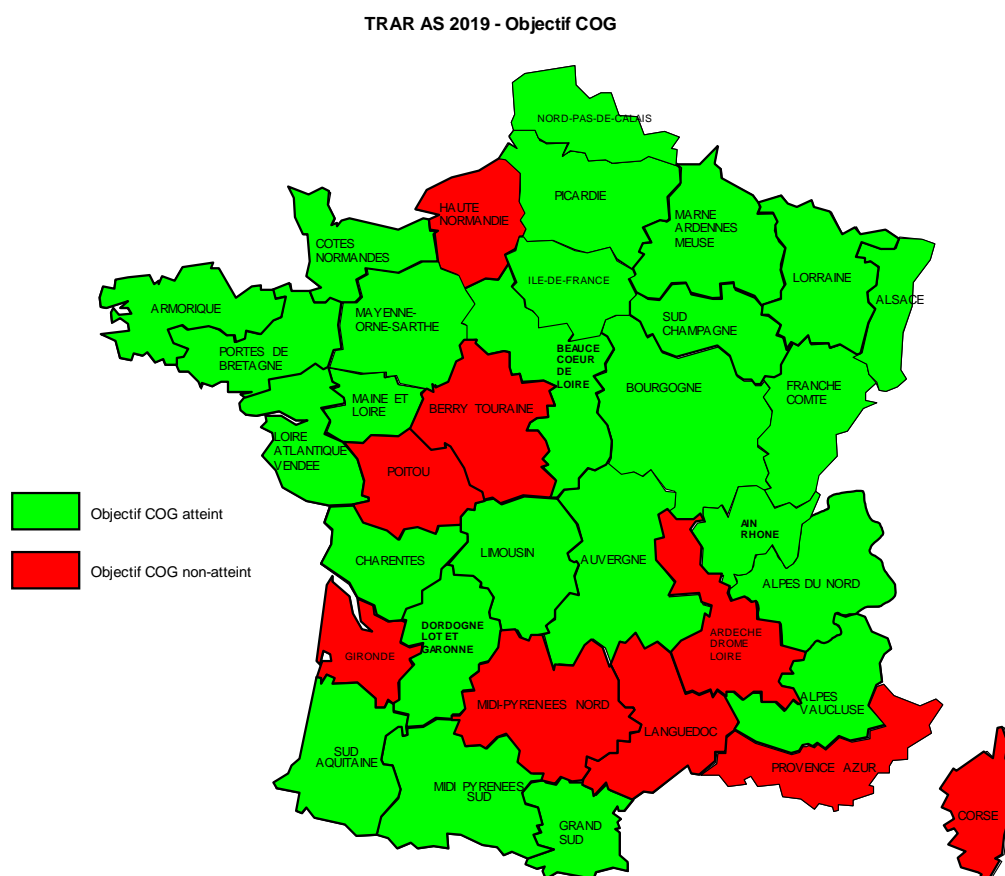 TRAR AS 2019 - Objectif COG
NORD-PAS-DE-CALAIS
PICARDIE
HAUTE
NORMANDIE
MARNE
ARDENNES
MEUSE
COTES
NORMANDES
LORRAINE
ILE-DE-FRANCE
ALSACE
ARMORIQUE
MAYENNE-
ORNE-SARTHE
SUD
CHAMPAGNE
PORTES DE
BRETAGNE
BEAUCE
COEUR
DE
LOIRE
BOURGOGNE
FRANCHE
COMTE
MAINE ET
LOIRE
BERRY TOURAINE
LOIRE
ATLANTIQUE
VENDEE
POITOU
Objectif COG atteint
Objectif COG non-atteint
AIN
RHONE
CHARENTES
LIMOUSIN
AUVERGNE
ALPES DU NORD
DORDOGNE
LOT ET
GARONNE
ARDECHE
DROME
LOIRE
GIRONDE
MIDI-PYRENEES NORD
ALPES
VAUCLUSE
LANGUEDOC
SUD
AQUITAINE
PROVENCE AZUR
MIDI PYRENEES
SUD
CORSE
GRAND
SUD